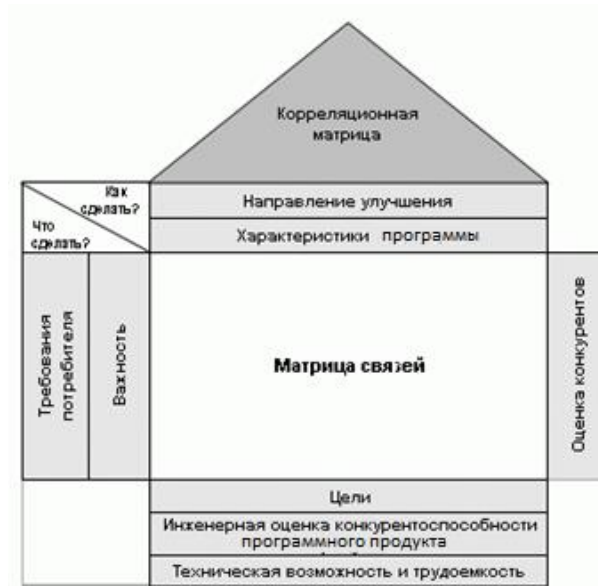 Корреляционная
матрица
Как
сделать?
Что
сделать?
Направление улучшения
Характеристики программы
Требования
потребителя
Важность
Матрица связей
Оценка конкурентов
Цели
Инженерная оценка конкурентоспособности
программного продукта
Техническая возможность и трудоемкость